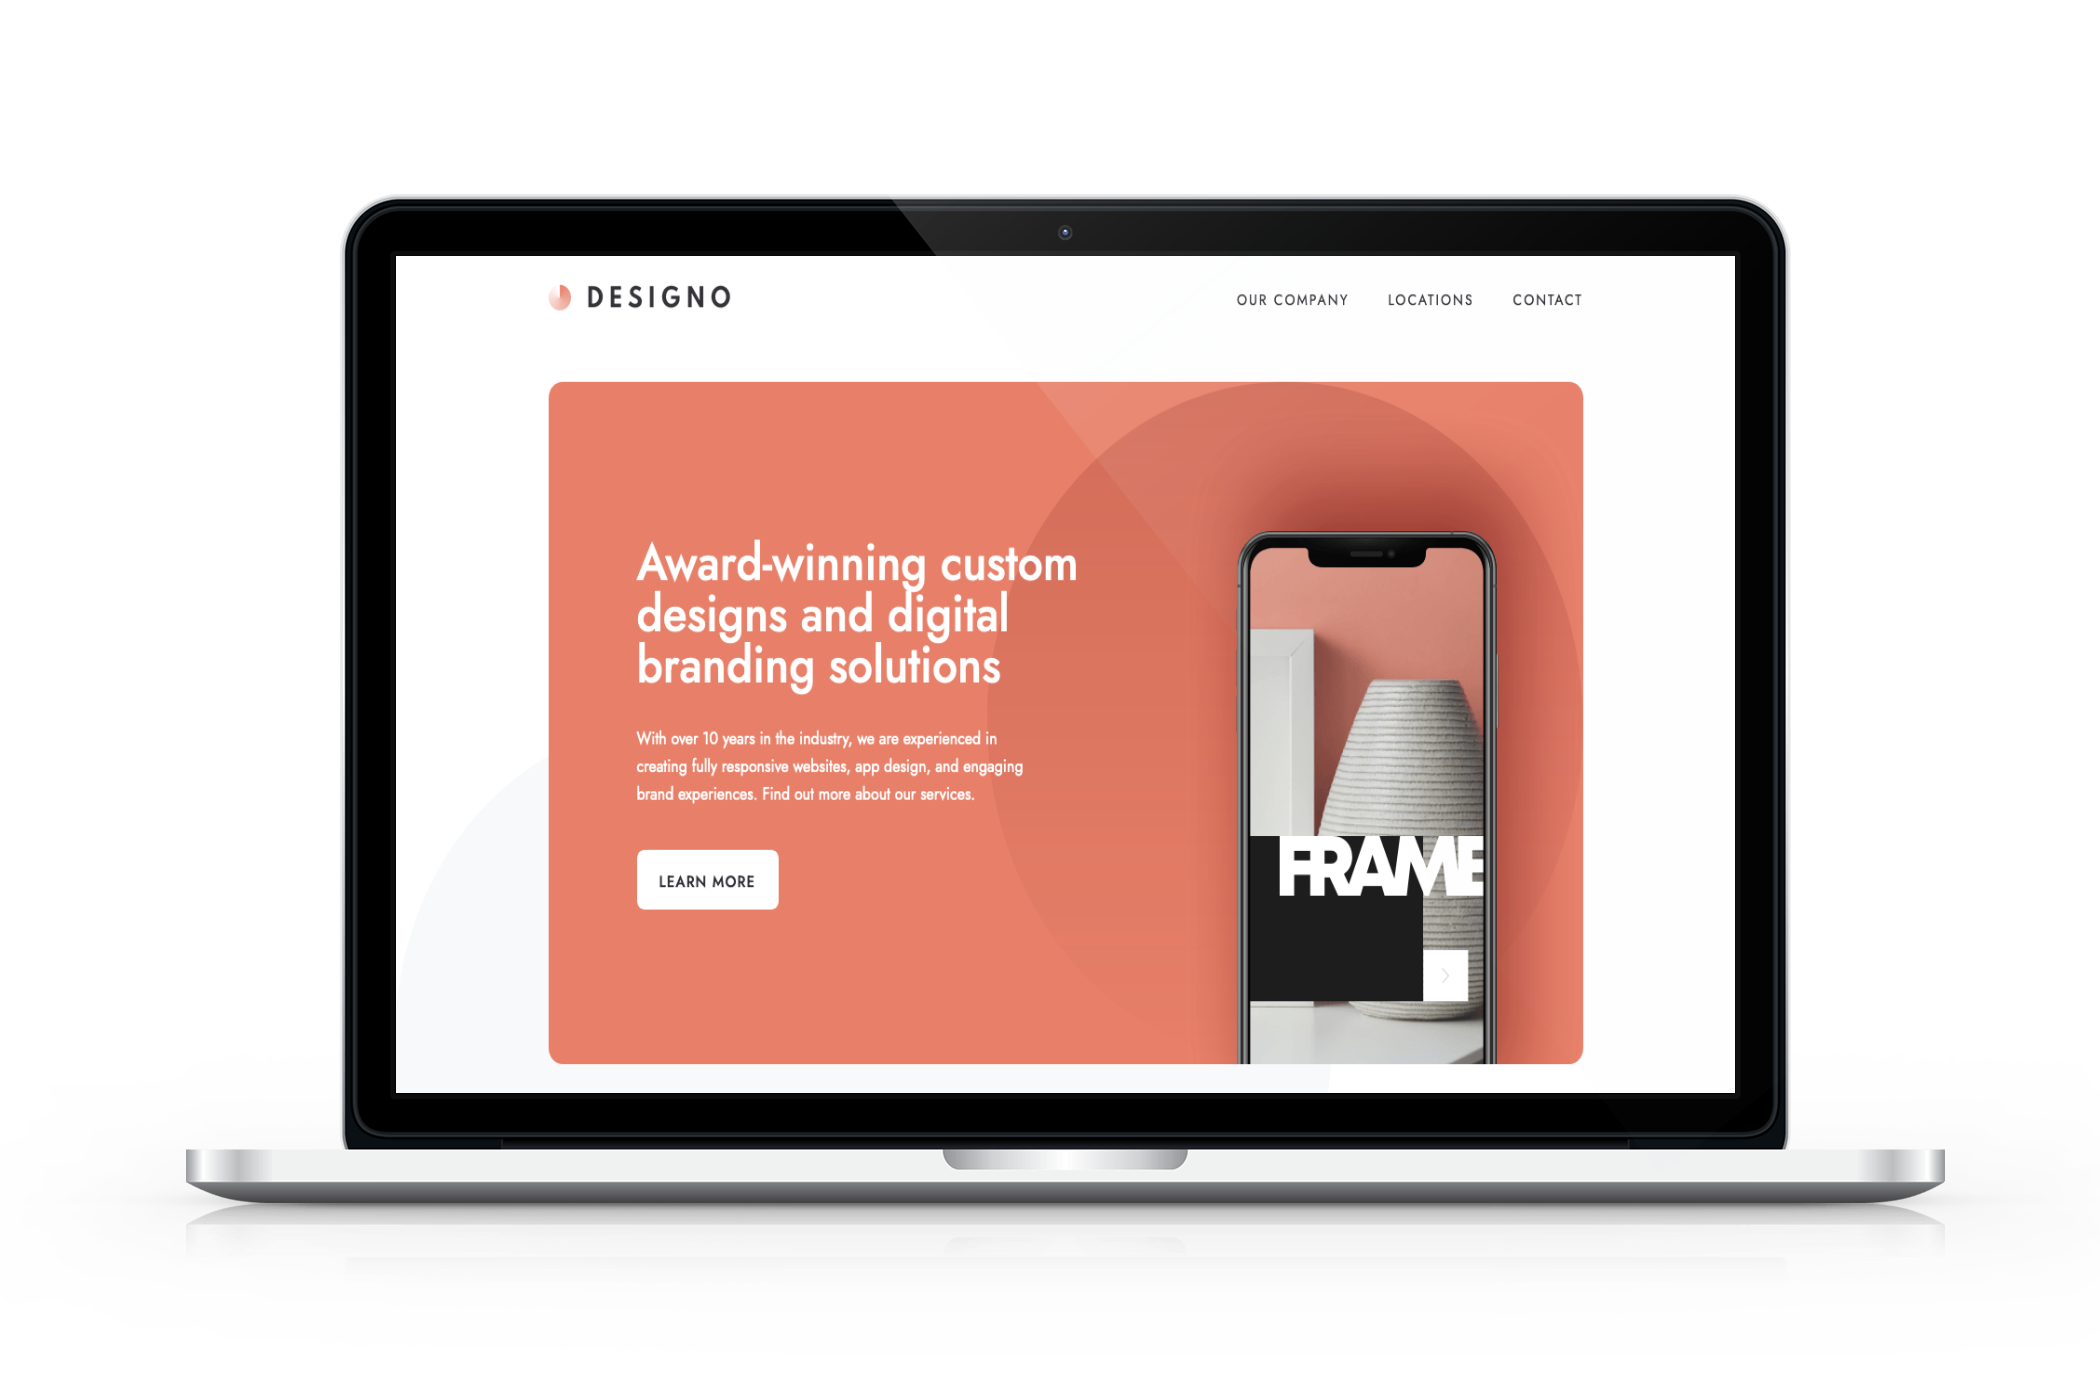 DESIGNO
OUR COMPANY
LOCATIONS
CONTACT
Award-winning custom
designs and digital
branding solutions
With over 10 years in the industry, we are experienced in
creating fully responsive websites, app design, and engaging
brand experiences. Find out more about our services.
LEARN MORE
FRAME